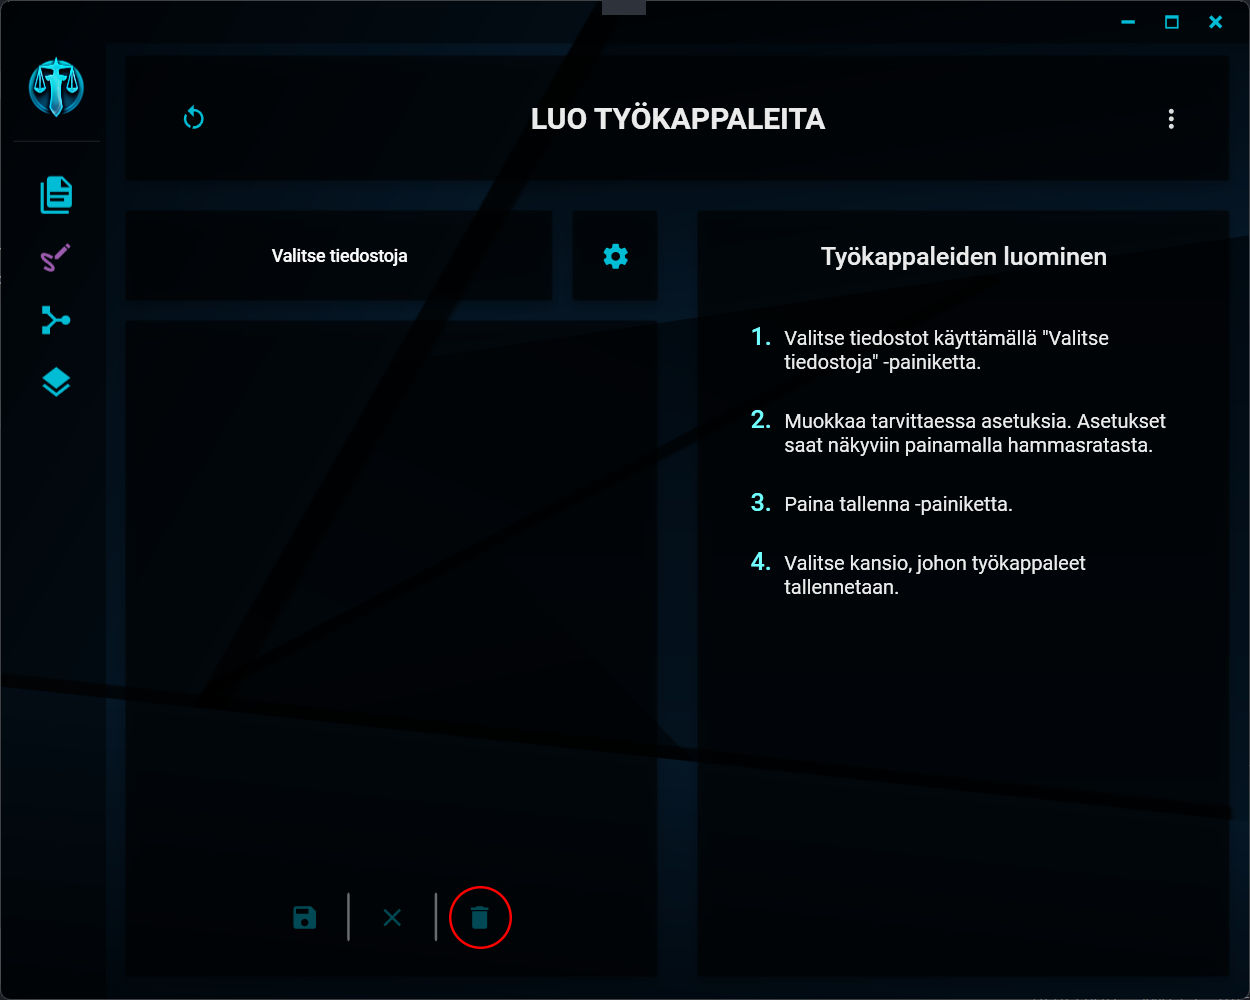 LUO TYÖKAPPALEITA
Valitse tiedostoja
Työkappaleiden luominen
1. Valitse tiedostot käyttämällä "Valitse
tiedostoja" -painiketta.
2. Muokkaa tarvittaessa asetuksia. Asetukset
saat näkyviin painamalla hammasratasta.
3. Paina tallenna -painiketta.
4. Valitse kansio, johon työkappaleet
tallennetaan.